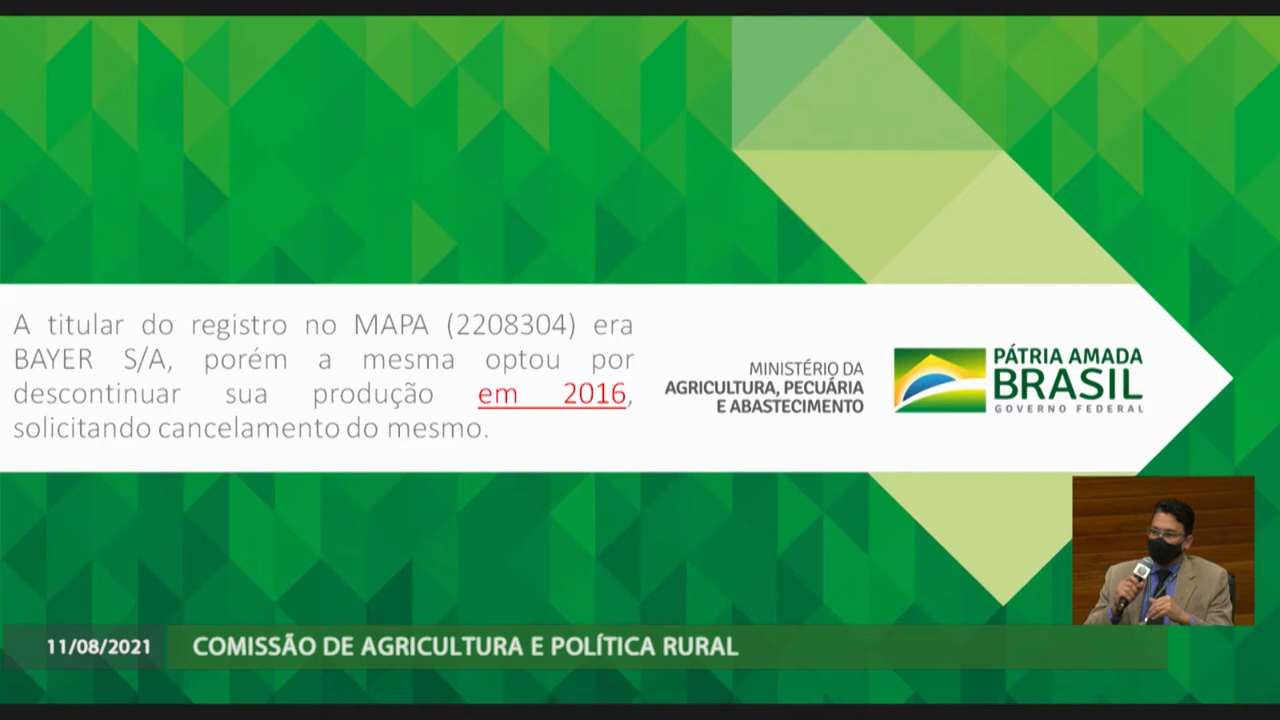 A titular do registro no MAPA (2208304) era
BAYER S/A, porém a mesma optou por
descontinuar sua produção em 2016,
solicitando cancelamento do mesmo.
MINISTÉRIO DA
AGRICULTURA, PECUÁRIA
E ABASTECIMENTO
PÁTRIA AMADA
BRASIL
GOVERNO FEDERAL
11/08/2021
COMISSÃO DE AGRICULTURA E POLÍTICA RURAL